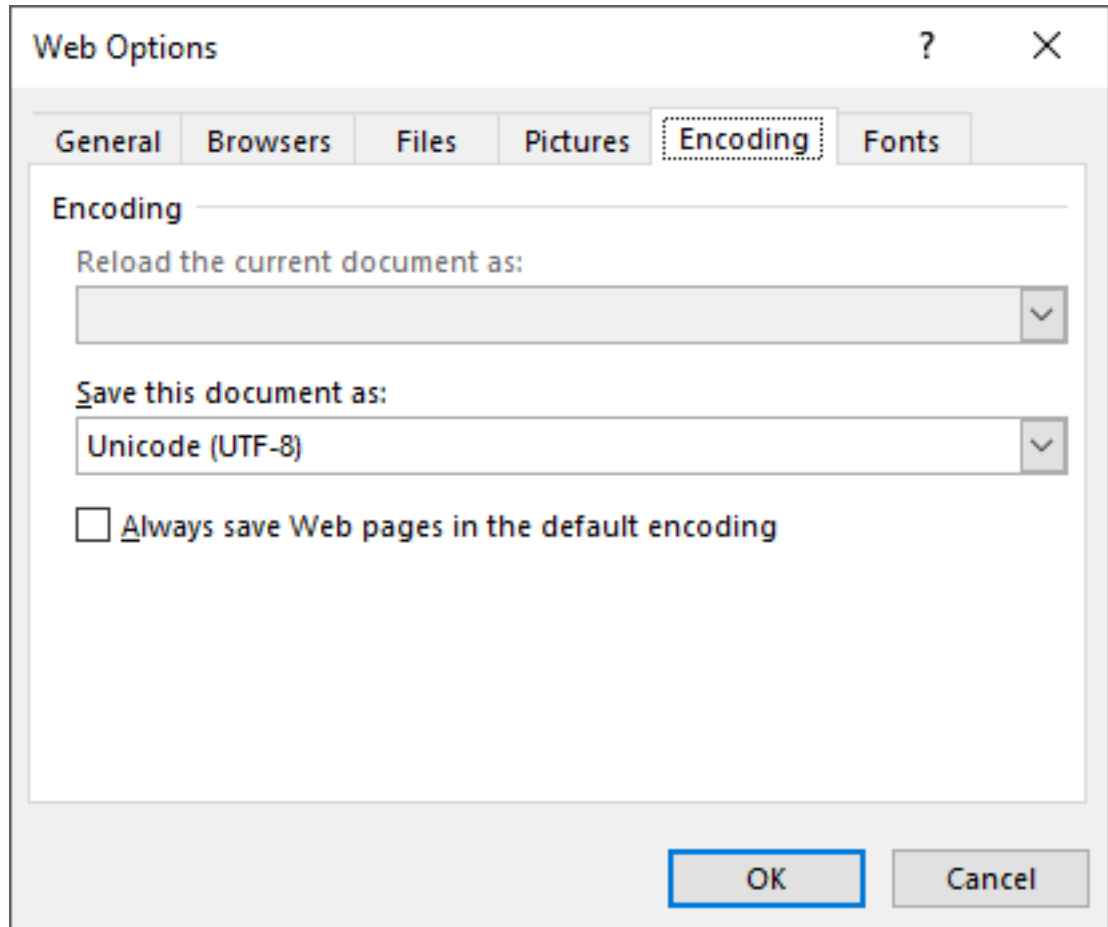 Web Options ?
General Browsers Files Pictures Encoding Fonts
Encoding
Reload the current document as:
Save this document as:
Unicode (UTF-8)
Always save Web pages in the default encoding
OK Cancel